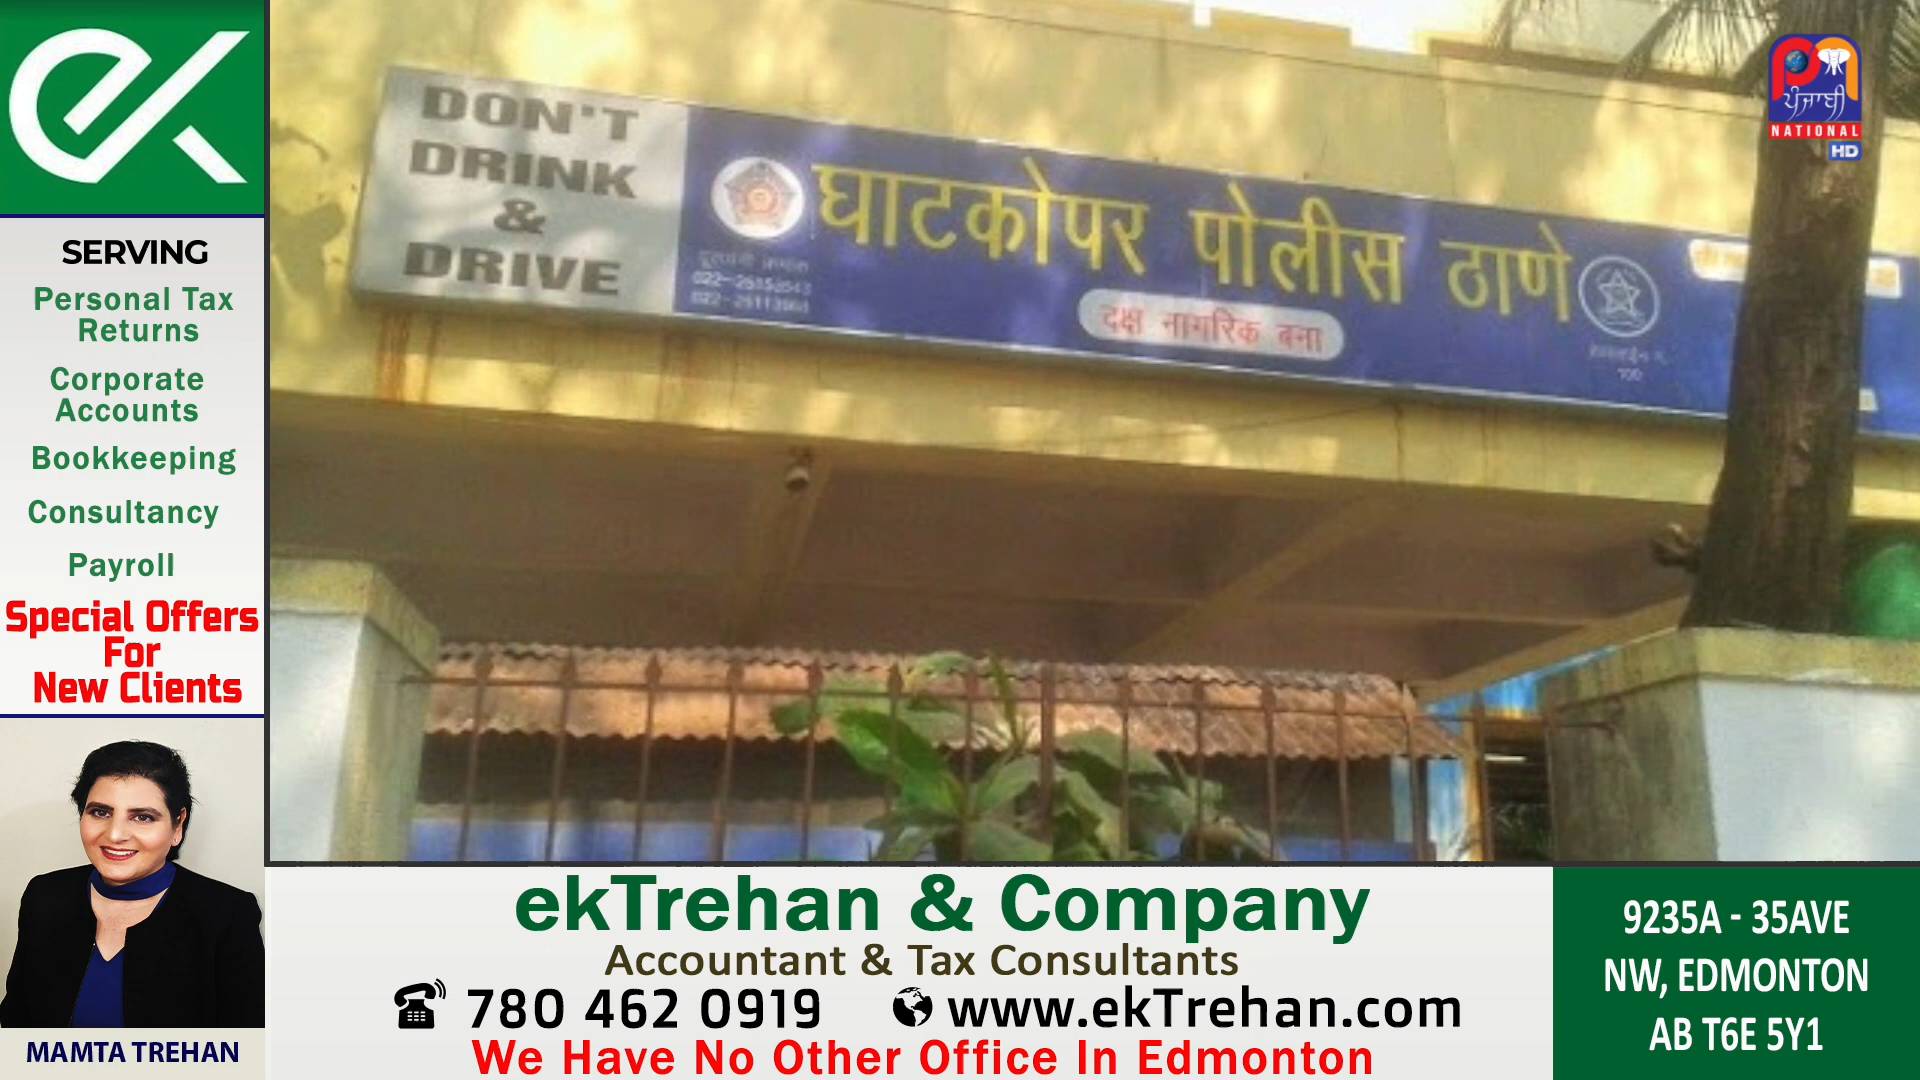 ek
SERVING
Personal Tax
Returns
Corporate
Accounts
Bookkeeping
Consultancy
Payroll
Special Offers
For
New Clients
MAMTA TREHAN
DON'T
DRINK
&
DRIVE
घाटकोपर पोलीस ठाणे
दक्ष नागरिक बना
100
ਪੰਜਾਬੀ
NATIONAL
HD
ekTrehan & Company
Accountant & Tax Consultants
780 462 0919
www.ekTrehan.com
We Have No Other Office In Edmonton
9235A - 35AVE
NW, EDMONTON
AB T6E 5Y1